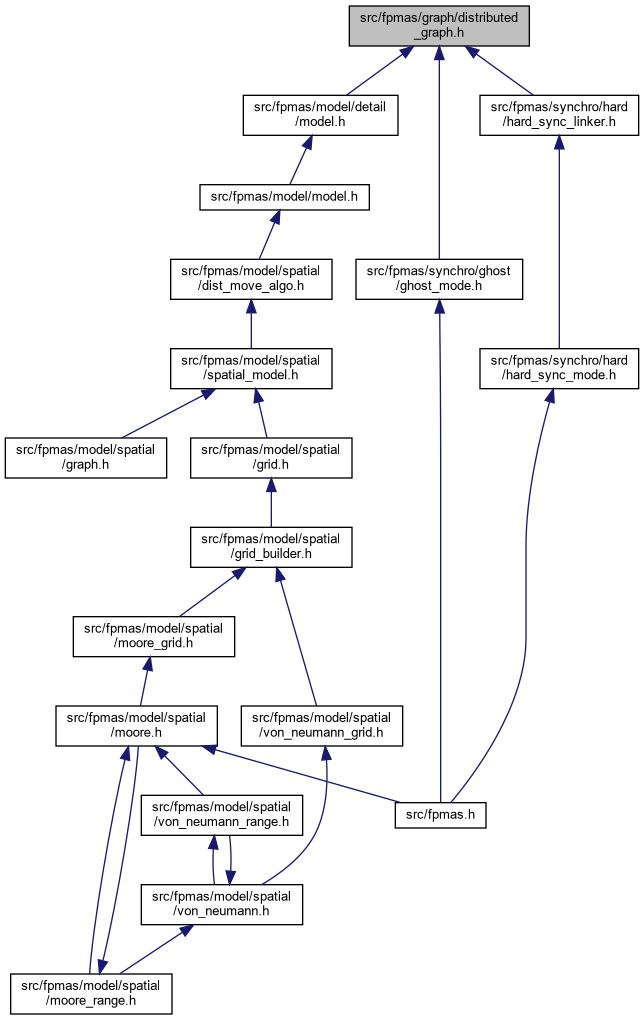 src/fpmas/graph/distributed
_graph.h
src/fpmas/model/detail
/model.h
src/fpmas/synchro/hard
/hard_sync_linker.h
src/fpmas/model/model.h
src/fpmas/model/spatial
/dist_move_algo.h
src/fpmas/synchro/ghost
/ghost_mode.h
src/fpmas/model/spatial
/spatial_model.h
src/fpmas/synchro/hard
/hard_sync_mode.h
src/fpmas/model/spatial
/graph.h
src/fpmas/model/spatial
/grid.h
src/fpmas/model/spatial
/grid_builder.h
src/fpmas/model/spatial
/moore_grid.h
src/fpmas/model/spatial
/moore.h
src/fpmas/model/spatial
/von_neumann_grid.h
src/fpmas/model/spatial
/von_neumann_range.h
src/fpmas.h
src/fpmas/model/spatial
/von_neumann.h
src/fpmas/model/spatial
/moore_range.h